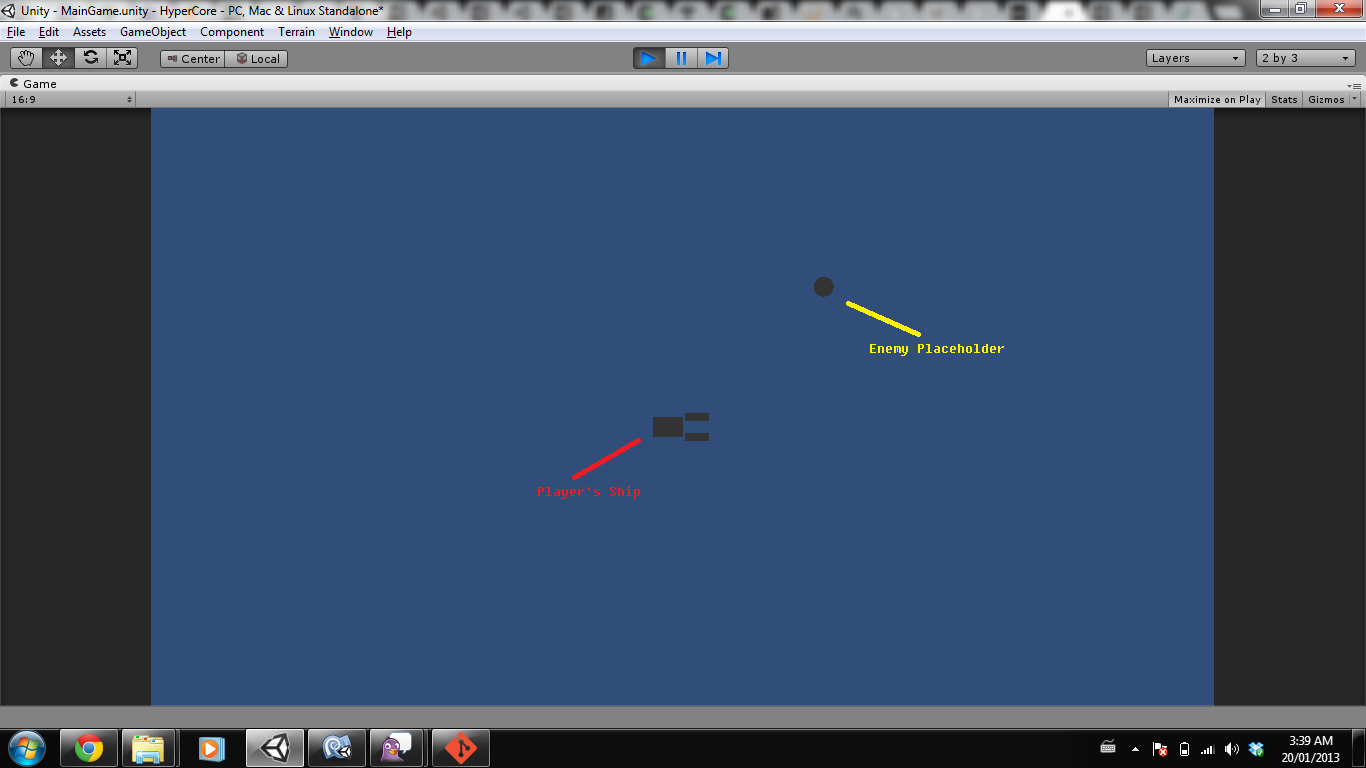 Unity - MainGame.unity - HyperCore - PC, Mac & Linux Standalone*
File Edit Assets GameObject Component Terrain Window Help
Center Local Layers 2 by 3
Game
16:9 Maximize on Play Stats Gizmos
Enemy Placeholder
Player's Ship
3:39 AM
20/01/2013